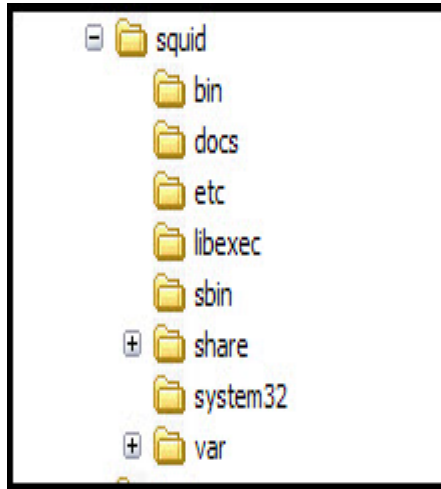 squid
bin
docs
etc
libexec
sbin
share
system32
var